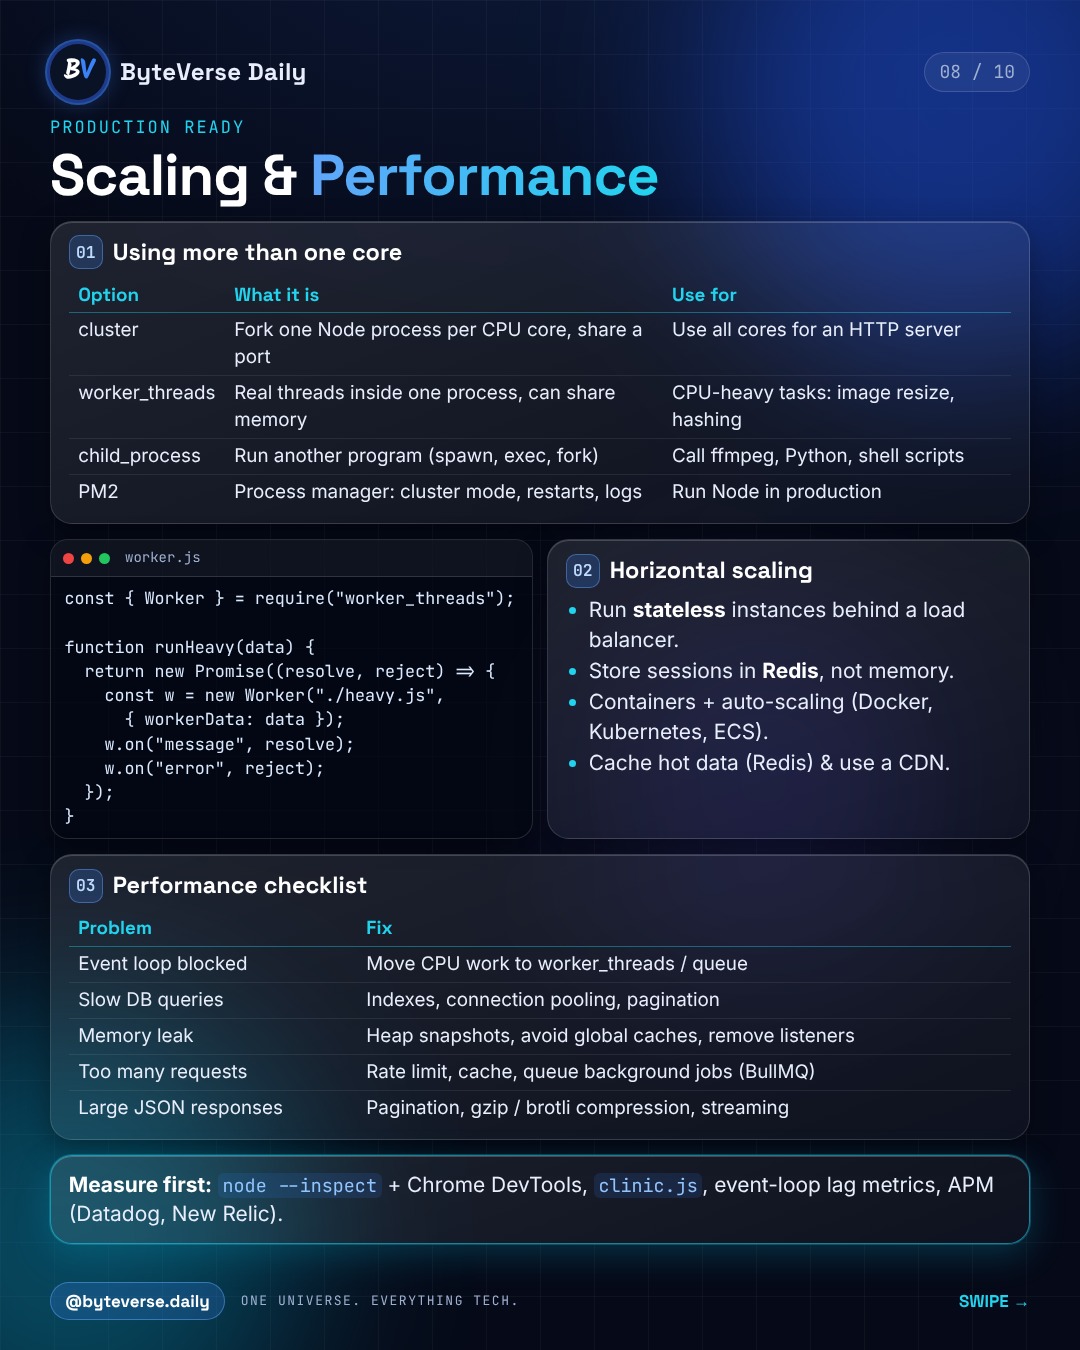 BV ByteVerse Daily
08 / 10
PRODUCTION READY
Scaling & Performance
01 Using more than one core
Option What it is Use for
cluster Fork one Node process per CPU core, share a port Use all cores for an HTTP server
worker_threads Real threads inside one process, can share memory CPU-heavy tasks: image resize, hashing
child_process Run another program (spawn, exec, fork) Call ffmpeg, Python, shell scripts
PM2 Process manager: cluster mode, restarts, logs Run Node in production
worker.js
const { Worker } = require("worker_threads");

function runHeavy(data) {
  return new Promise((resolve, reject) => {
    const w = new Worker("./heavy.js",
      { workerData: data });
    w.on("message", resolve);
    w.on("error", reject);
  });
}
02 Horizontal scaling
• Run stateless instances behind a load
balancer.
• Store sessions in Redis, not memory.
• Containers + auto-scaling (Docker,
Kubernetes, ECS).
• Cache hot data (Redis) & use a CDN.
03 Performance checklist
Problem Fix
Event loop blocked Move CPU work to worker_threads / queue
Slow DB queries Indexes, connection pooling, pagination
Memory leak Heap snapshots, avoid global caches, remove listeners
Too many requests Rate limit, cache, queue background jobs (BullMQ)
Large JSON responses Pagination, gzip / brotli compression, streaming
Measure first: node --inspect + Chrome DevTools, clinic.js, event-loop lag metrics, APM
(Datadog, New Relic).
@byteverse.daily ONE UNIVERSE. EVERYTHING TECH. SWIPE →